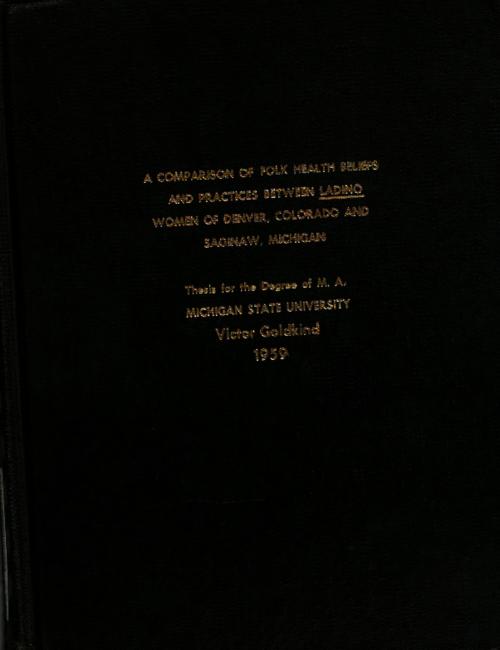 A COMPARISON OF FOLK HEALTH BELIEFS
AND PRACTICES BETWEEN LADINO
WOMEN OF DENVER, COLORADO AND
SAGINAW, MICHIGAN
Thesis for the Degree of M. A.
MICHIGAN STATE UNIVERSITY
Victor Goldkind
1959